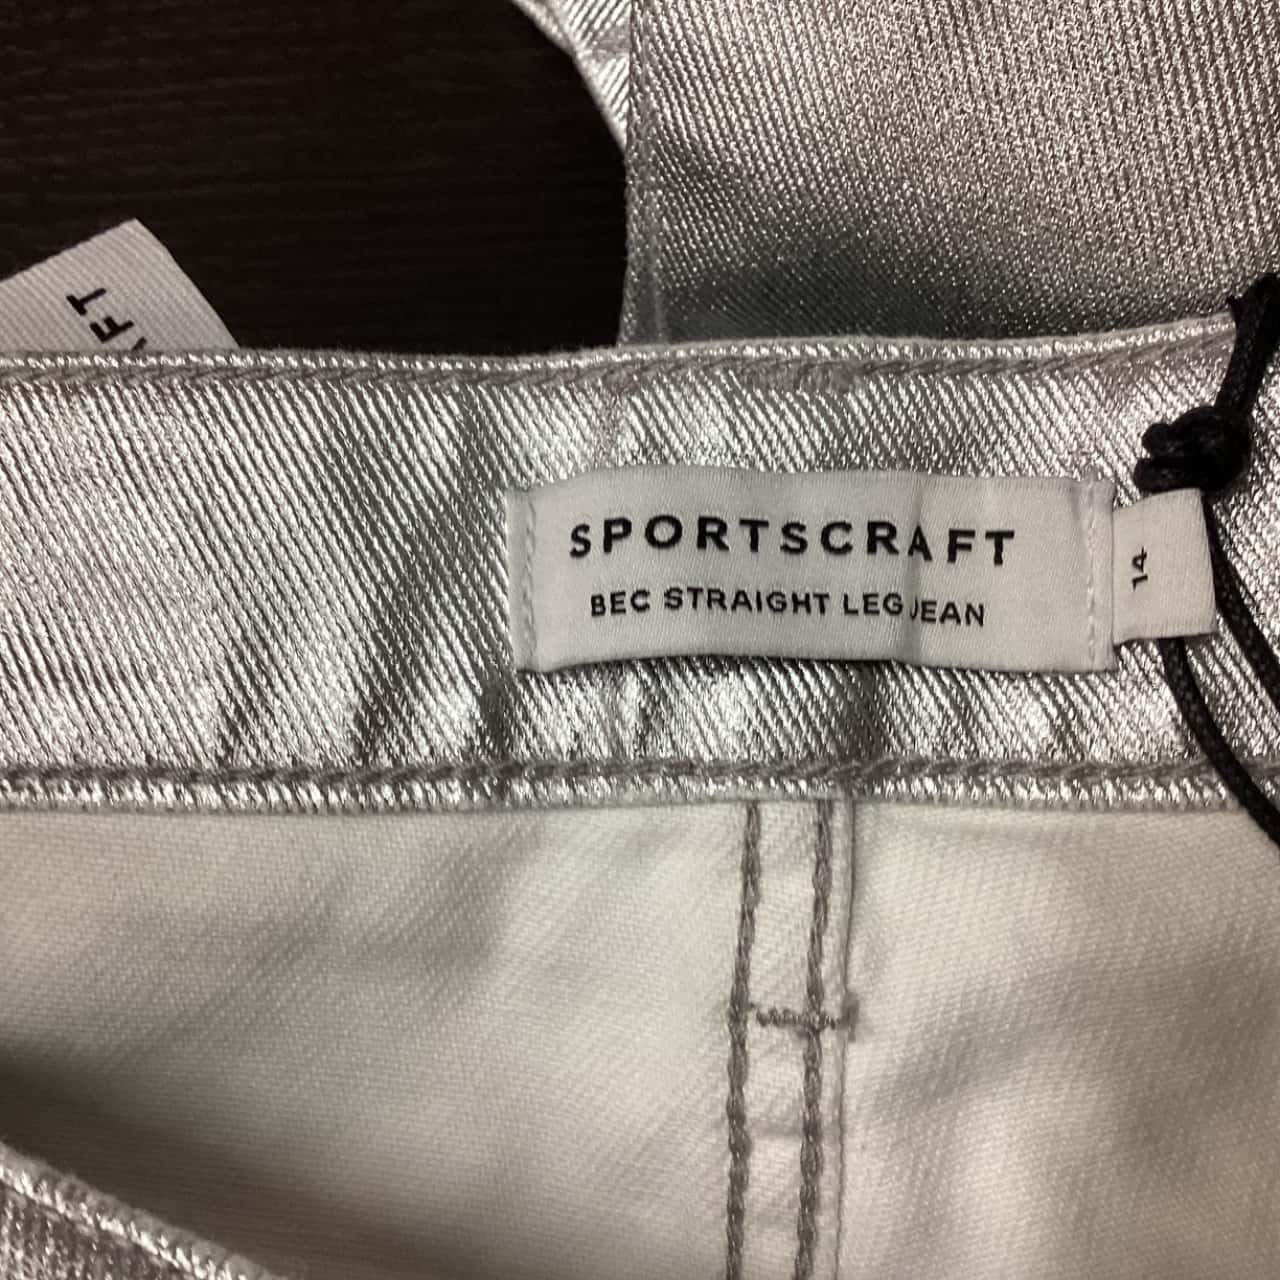 SPORTSCRAFT
BEC STRAIGHT LEG JEAN
14